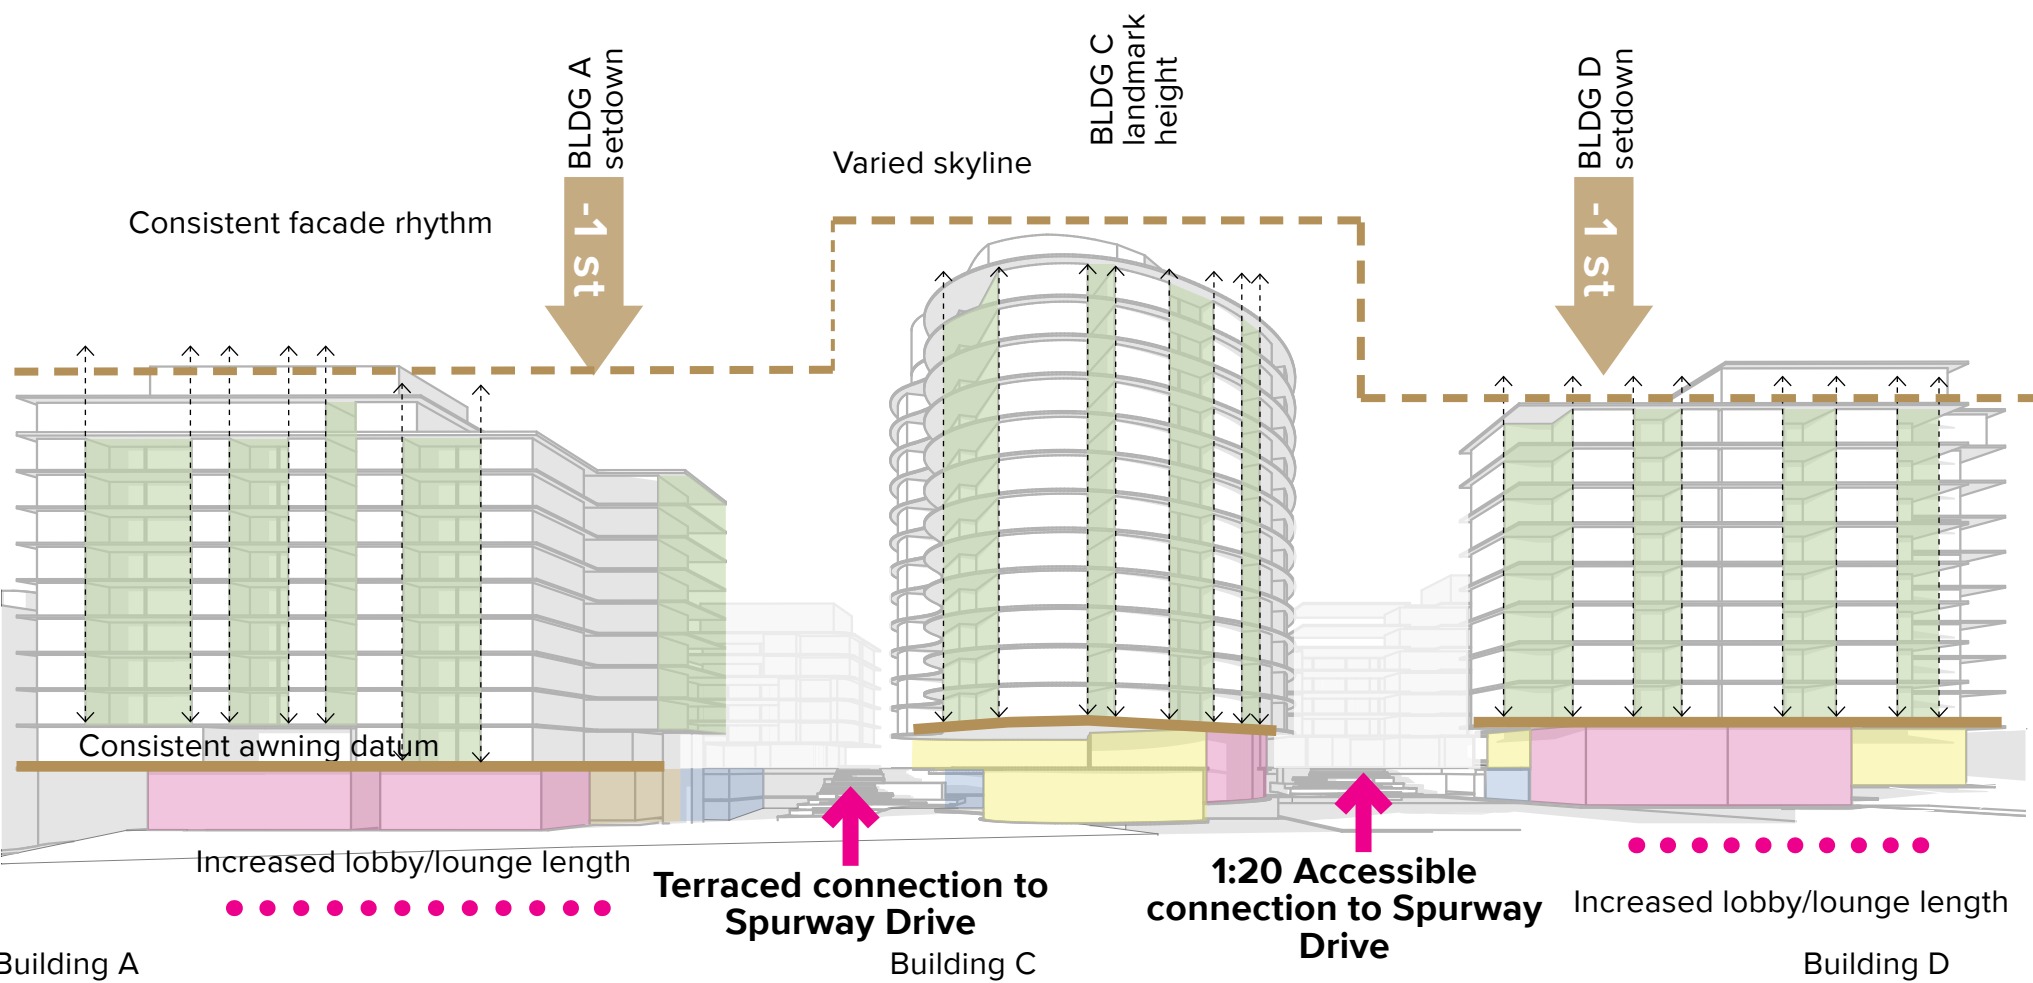 BLDG A
setdown
BLDG C
landmark
height
BLDG D
setdown
Varied skyline
Consistent facade rhythm
-1 st
-1 st
Consistent awning datum
Increased lobby/lounge length
Terraced connection to
Spurway Drive
1:20 Accessible
connection to Spurway
Drive
Increased lobby/lounge length
Building A
Building C
Building D